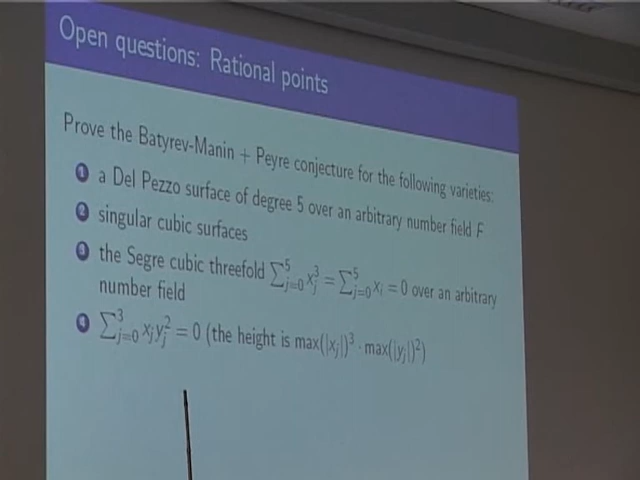 Open questions: Rational points
Prove the Batyrev-Manin + Peyre conjecture for the following varieties:
1 a Del Pezzo surface of degree 5 over an arbitrary number field F
2 singular cubic surfaces
3 the Segre cubic threefold ∑_{j=0}^{5} x_j^3 = ∑_{j=0}^{5} x_i = 0 over an arbitrary
number field
4 ∑_{j=0}^{3} x_j y_j^2 = 0 (the height is max(|x_j|)^3 · max(|y_j|)^2)